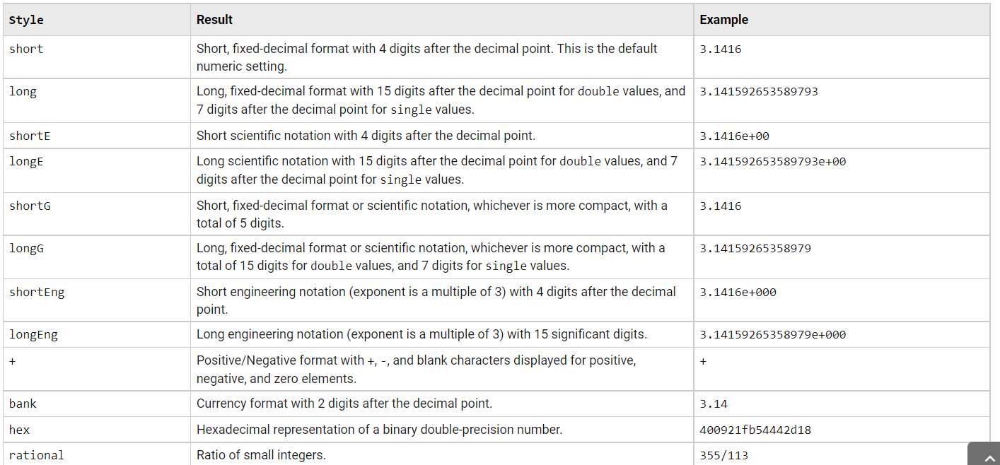 Style Result Example
short Short, fixed-decimal format with 4 digits after the decimal point. This is the default 3.1416
numeric setting.
long Long, fixed-decimal format with 15 digits after the decimal point for double values, and 3.141592653589793
7 digits after the decimal point for single values.
shortE Short scientific notation with 4 digits after the decimal point. 3.1416e+00
longE Long scientific notation with 15 digits after the decimal point for double values, and 7 3.141592653589793e+00
digits after the decimal point for single values.
shortG Short, fixed-decimal format or scientific notation, whichever is more compact, with a 3.1416
total of 5 digits.
longG Long, fixed-decimal format or scientific notation, whichever is more compact, with a 3.14159265358979
total of 15 digits for double values, and 7 digits for single values.
shortEng Short engineering notation (exponent is a multiple of 3) with 4 digits after the decimal 3.1416e+000
point.
longEng Long engineering notation (exponent is a multiple of 3) with 15 significant digits. 3.14159265358979e+000
+ Positive/Negative format with +, -, and blank characters displayed for positive, +
negative, and zero elements.
bank Currency format with 2 digits after the decimal point. 3.14
hex Hexadecimal representation of a binary double-precision number. 400921fb54442d18
rational Ratio of small integers. 355/113